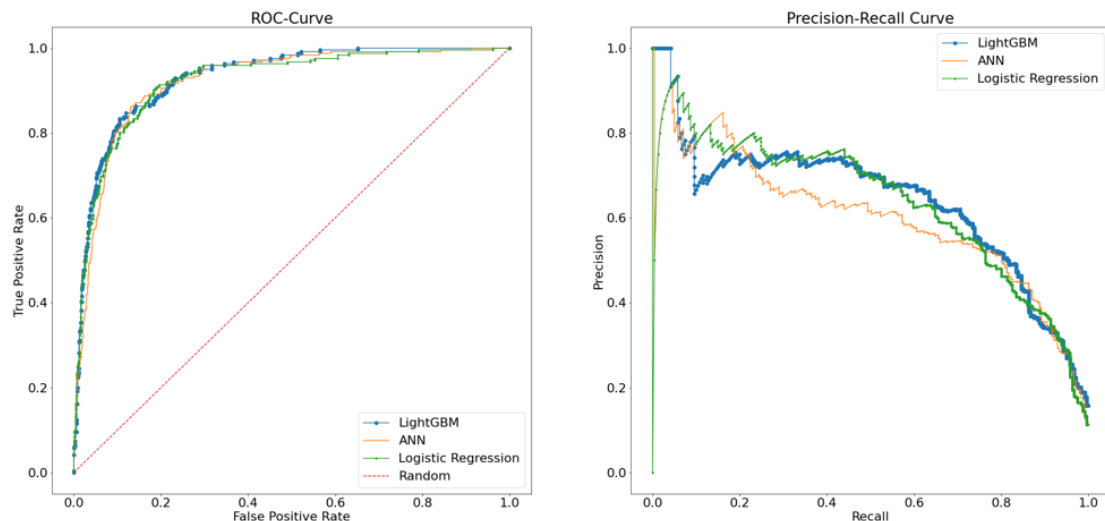 ROC-Curve
1.0
0.8
0.6
0.4
0.2
0.0
True Positive Rate
0.0 0.2 0.4 0.6 0.8 1.0
False Positive Rate
LightGBM
ANN
Logistic Regression
Random
Precision-Recall Curve
1.0
0.8
0.6
0.4
0.2
0.0
Precision
0.0 0.2 0.4 0.6 0.8 1.0
Recall
LightGBM
ANN
Logistic Regression